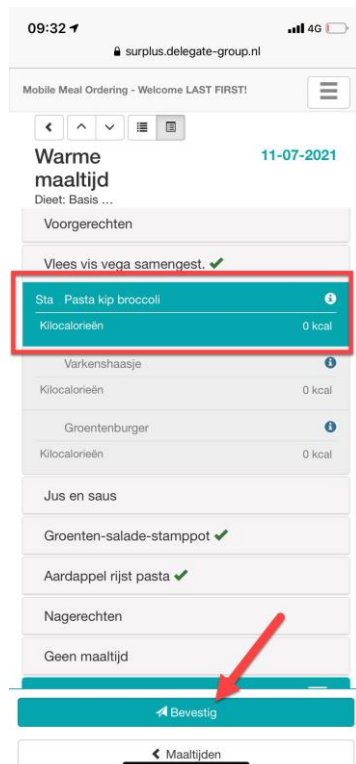 09:32
4G
surplus.delegate-group.nl
Mobile Meal Ordering - Welcome LAST FIRST!
Warme maaltijd
11-07-2021
Dieet: Basis ...
Voorgerechten
Vlees vis vega samengest.
Sta Pasta kip broccoli
Kilocalorieën 0 kcal
Varkenshaasje
Kilocalorieën 0 kcal
Groentenburger
Kilocalorieën 0 kcal
Jus en saus
Groenten-salade-stamppot
Aardappel rijst pasta
Nagerechten
Geen maaltijd
Bevestig
Maaltijden